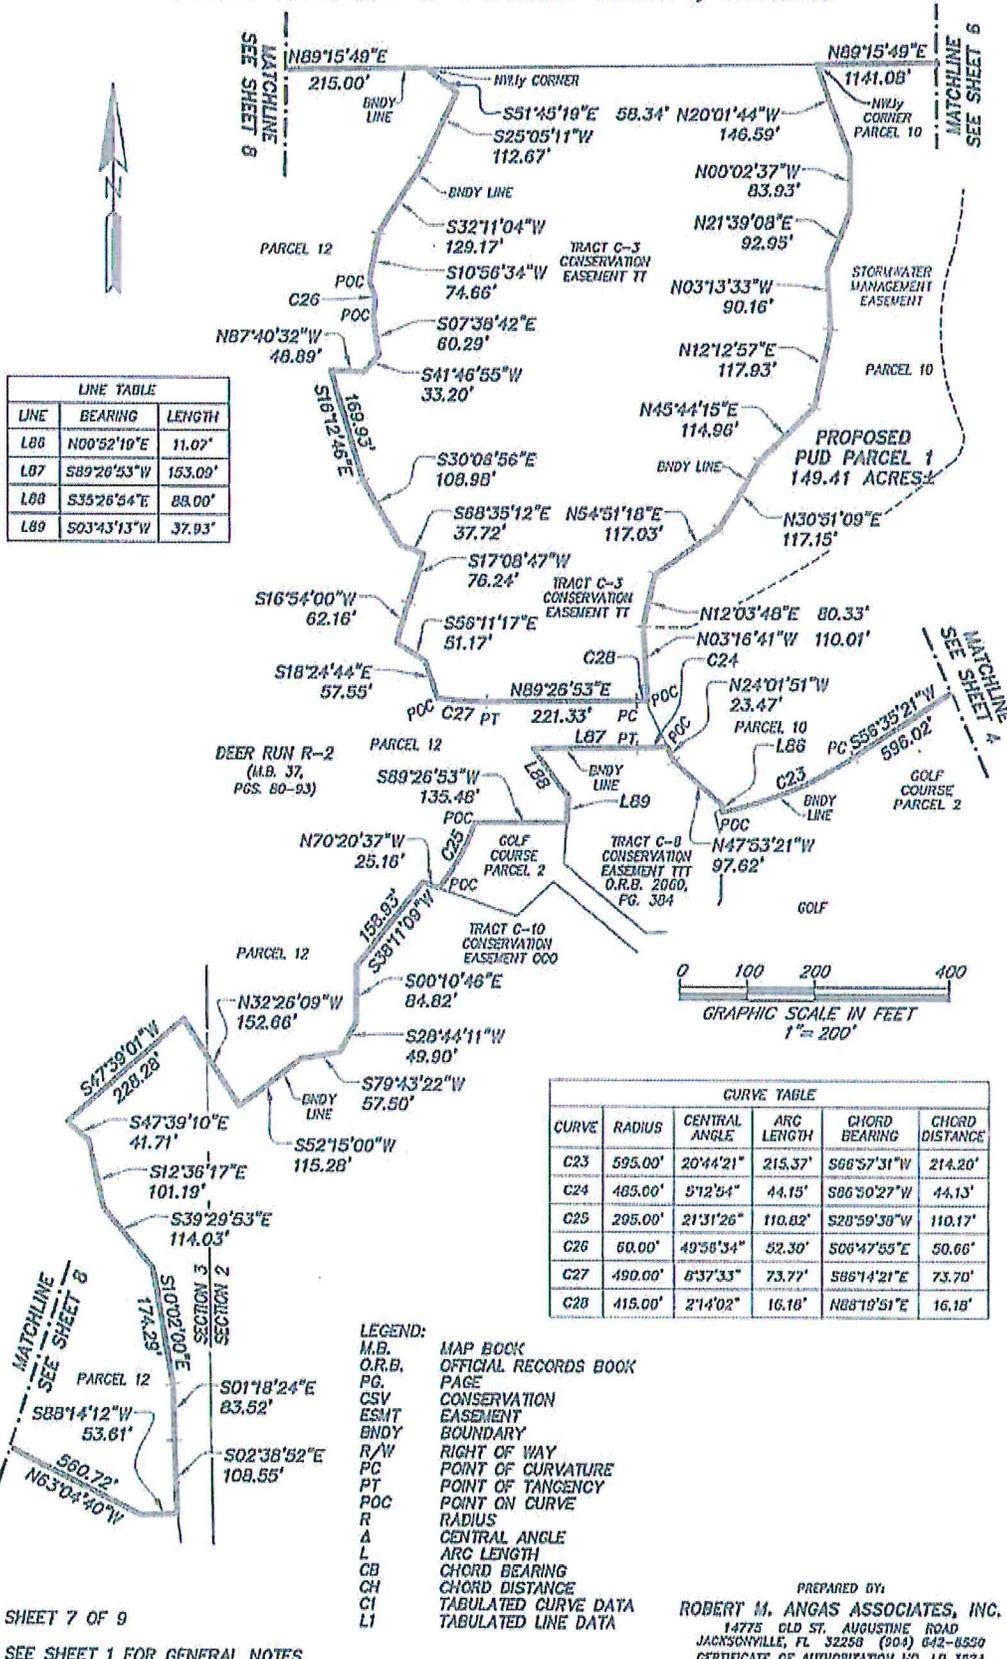 N89°15'49"E
215.00'
MATCHLINE
SEE SHEET 8
BNDY
LINE
NWJy CORNER
N89°15'49"E
1141.08'
MATCHLINE
SEE SHEET 6
NWJy
CORNER
PARCEL 10
S51°45'19"E 58.34'
N20°01'44"W
146.59'
S25°05'11"W
112.67'
N
BNDY LINE
N00°02'37"W
83.93'
S32°11'04"W
129.17'
N21°39'08"E
92.95'
PARCEL 12
TRACT C-3
CONSERVATION
EASEMENT TT
S10°56'34"W
74.66'
POC
C26
POC
N03°13'33"W
90.16'
STORMWATER
MANAGEMENT
EASEMENT
N87°40'32"W
48.89'
S07°38'42"E
60.29'
N12°12'57"E
117.93'
PARCEL 10
S41°46'55"W
33.20'
169.93'
S16°12'46"E
N45°44'15"E
114.96'
LINE TABLE
LINE BEARING LENGTH
L86 N00°52'19"E 11.07'
L87 S89°26'53"W 153.09'
L88 S35°26'54"E 88.00'
L89 S03°43'13"W 37.93'
PROPOSED
PUD PARCEL 1
149.41 ACRES±
BNDY LINE
S30°08'56"E
108.98'
N30°51'09"E
117.15'
S68°35'12"E
37.72'
N54°51'18"E
117.03'
S17°08'47"W
76.24'
TRACT C-3
CONSERVATION
EASEMENT TT
S16°54'00"W
62.16'
S56°11'17"E
51.17'
N12°03'48"E 80.33'
N03°16'41"W 110.01'
S18°24'44"E
57.55'
C28
C24
POC
C27
PT
N89°26'53"E
221.33'
PC
POC
N24°01'51"W
23.47'
MATCHLINE
SEE SHEET 4
PARCEL 10
L86
PC
S56°35'21"W
596.02'
DEER RUN R-2
(M.B. 37,
PGS. 80-93)
PARCEL 12
L87
PT
POC
L88
BNDY
LINE
C23
BNDY
LINE
GOLF
COURSE
PARCEL 2
S89°26'53"W
135.48'
L89
POC
POC
N47°53'21"W
97.62'
N70°20'37"W
25.16'
C25
GOLF
COURSE
PARCEL 2
TRACT C-8
CONSERVATION
EASEMENT TTT
O.R.B. 2060,
PG. 384
POC
GOLF
158.93'
S38°11'09"W
TRACT C-10
CONSERVATION
EASEMENT OOO
PARCEL 12
S00°10'46"E
84.82'
0 100 200 400
GRAPHIC SCALE IN FEET
1"= 200'
N32°26'09"W
152.66'
S28°44'11"W
49.90'
S47°39'01"W
228.28'
S79°43'22"W
57.50'
BNDY
LINE
S47°39'10"E
41.71'
S52°15'00"W
115.28'
S12°36'17"E
101.19'
S39°29'53"E
114.03'
CURVE TABLE
CURVE RADIUS CENTRAL ANGLE ARC LENGTH CHORD BEARING CHORD DISTANCE
C23 595.00' 20°44'21" 215.37' S66°57'31"W 214.20'
C24 485.00' 5°12'54" 44.15' S86°50'27"W 44.13'
C25 295.00' 21°31'26" 110.82' S28°59'38"W 110.17'
C26 60.00' 49°56'34" 52.30' S06°47'55"E 50.66'
C27 490.00' 8°37'33" 73.77' S86°14'21"E 73.70'
C28 415.00' 2°14'02" 16.18' N88°19'51"E 16.18'
MATCHLINE
SEE SHEET 8
S10°02'00"E
174.29'
SECTION 3
SECTION 2
PARCEL 12
S01°18'24"E
83.52'
S88°14'12"W
53.61'
S02°38'52"E
108.55'
560.72'
N63°04'40"W
LEGEND:
M.B. MAP BOOK
O.R.B. OFFICIAL RECORDS BOOK
PG. PAGE
CSV CONSERVATION
ESMT EASEMENT
BNDY BOUNDARY
R/W RIGHT OF WAY
PC POINT OF CURVATURE
PT POINT OF TANGENCY
POC POINT ON CURVE
R RADIUS
Δ CENTRAL ANGLE
L ARC LENGTH
CB CHORD BEARING
CH CHORD DISTANCE
C1 TABULATED CURVE DATA
L1 TABULATED LINE DATA
SHEET 7 OF 9
SEE SHEET 1 FOR GENERAL NOTES
PREPARED BY:
ROBERT M. ANGAS ASSOCIATES, INC.
14775 OLD ST. AUGUSTINE ROAD
JACKSONVILLE, FL 32258 (904) 642-8550
CERTIFICATE OF AUTHORIZATION NO. LB 3624